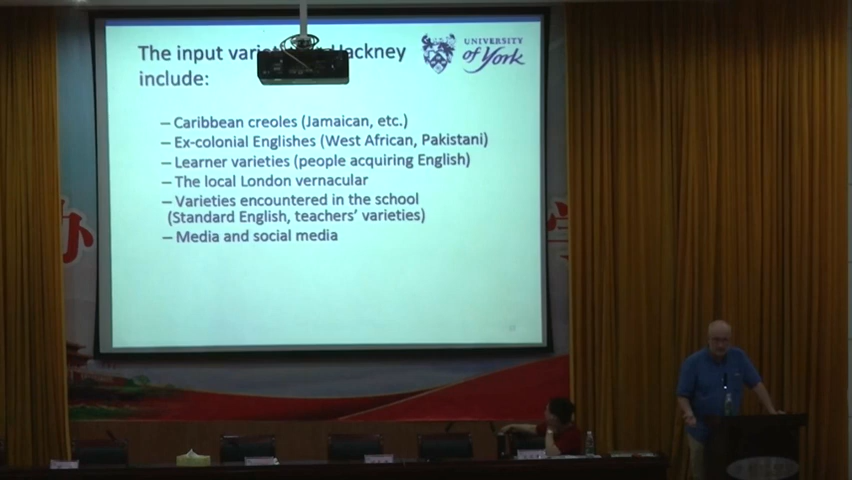 The input Hackney
include:
UNIVERSITY
of York
– Caribbean creoles (Jamaican, etc.)
– Ex-colonial Englishes (West African, Pakistani)
– Learner varieties (people acquiring English)
– The local London vernacular
– Varieties encountered in the school
(Standard English, teachers’ varieties)
– Media and social media